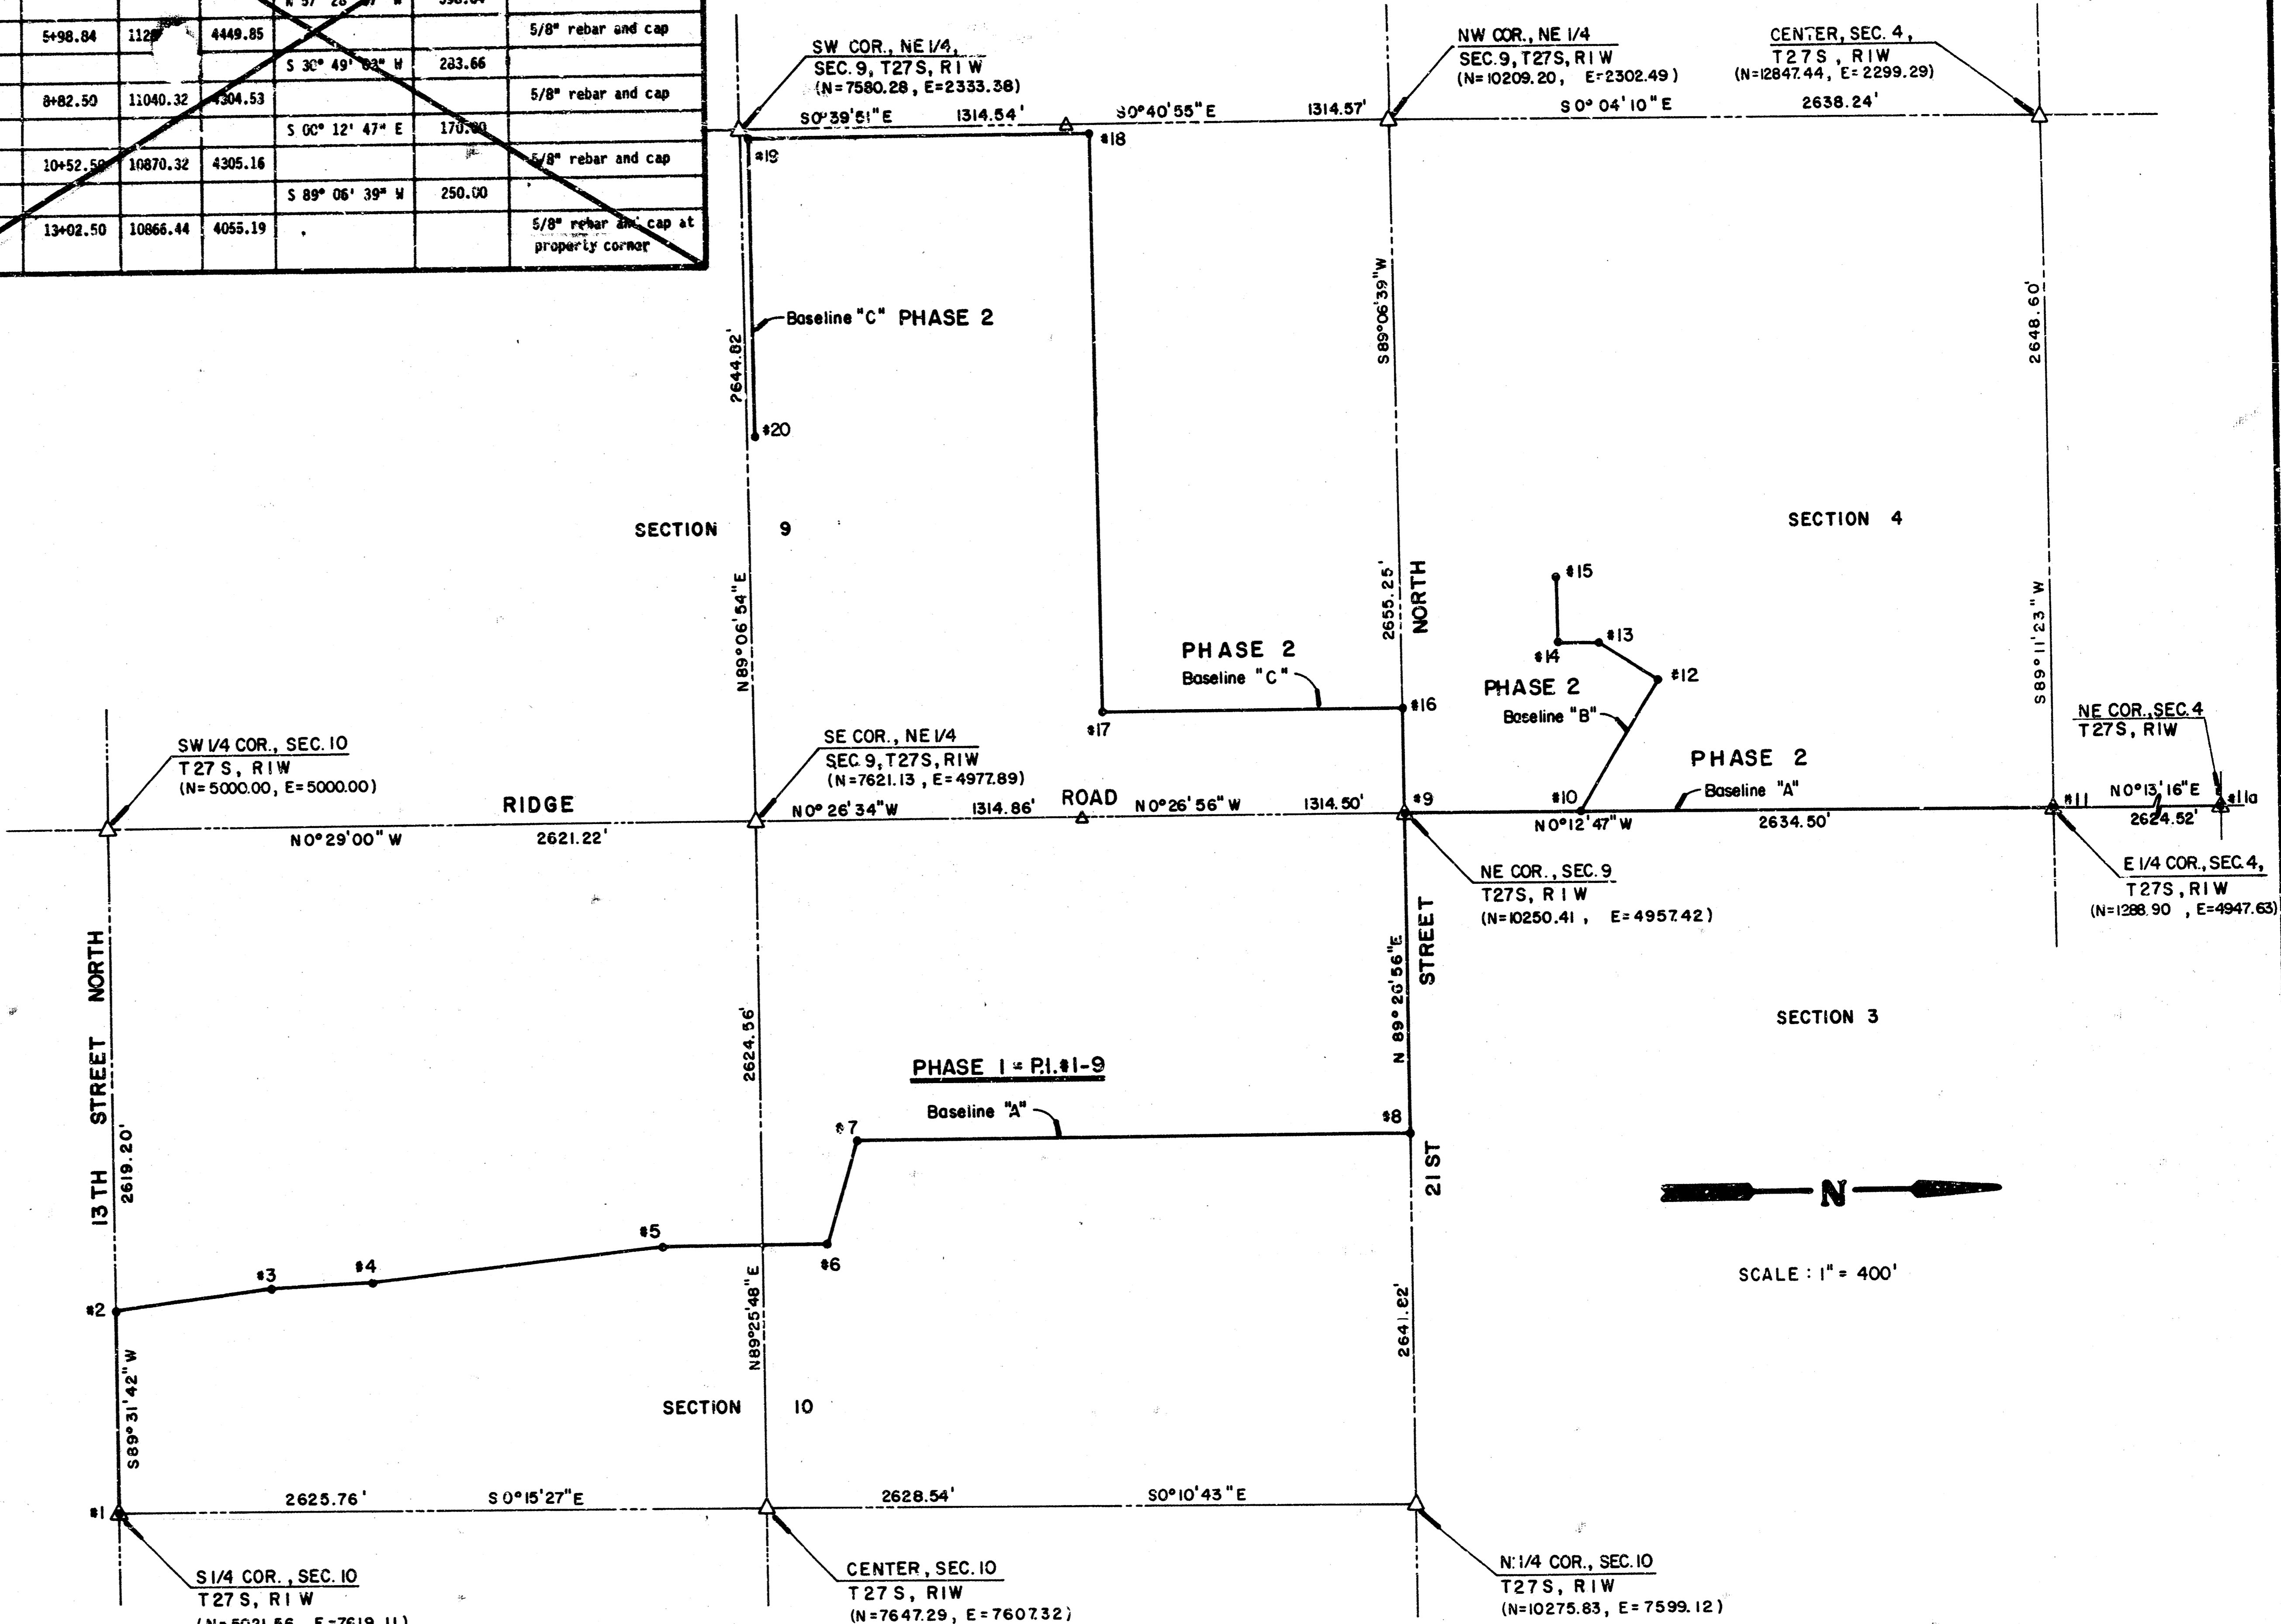 5+98.84 4449.85 5/8" rebar and cap
283.66
8+82.50 11040.32 4304.53 5/8" rebar and cap
S 00° 12' 47" E 170.00
10+52.50 10870.32 4305.16 5/8" rebar and cap
S 89° 06' 39" W 250.00
13+02.50 10866.44 4055.19 5/8" rebar and cap at
property corner
SW COR., NE 1/4,
SEC. 9, T27S, R1W
(N=7580.28, E=2333.38)
NW COR., NE 1/4
SEC. 9, T27S, R1W
(N=10209.20, E=2302.49)
CENTER, SEC. 4,
T27S, R1W
(N=12847.44, E=2299.29)
S0°39'51"E 1314.54' S0°40'55"E 1314.57' S0°04'10"E 2638.24'
#19
#18
Baseline "C" PHASE 2
2644.82'
S89°06'39"W
2648.60'
#20
SECTION 9
SECTION 4
N89°06'54"E
2655.25'
NORTH
S89°11'23"W
#15
#13
#14
#12
PHASE 2
Baseline "C"
PHASE 2
Baseline "B"
#16
#17
NE COR., SEC. 4
T27S, R1W
SW 1/4 COR., SEC. 10
T27S, R1W
(N=5000.00, E=5000.00)
SE COR., NE 1/4
SEC. 9, T27S, R1W
(N=7621.13, E=4977.89)
PHASE 2
Baseline "A"
RIDGE ROAD
N0°29'00"W 2621.22'
N0°26'34"W 1314.86' N0°26'56"W 1314.50'
#9
#10
N0°12'47"W 2634.50'
#11
N0°13'16"E
2624.52'
#11a
NE COR., SEC. 9
T27S, R1W
(N=10250.41, E=4957.42)
E 1/4 COR., SEC. 4,
T27S, R1W
(N=1288.90, E=4947.63)
13TH STREET NORTH
2619.20'
2624.56'
N 89°26'56"E
STREET
SECTION 3
PHASE 1 = P.I.#1-9
Baseline "A"
#7
#8
21ST
N
SCALE: 1" = 400'
#2
#3
#4
#5
#6
S89°31'42"W
N89°25'48"E
2641.82'
SECTION 10
#1
2625.76' S0°15'27"E
2628.54' S0°10'43"E
S 1/4 COR., SEC. 10
T27S, R1W
(N=5021.56, E=7619.11)
CENTER, SEC. 10
T27S, R1W
(N=7647.29, E=7607.32)
N. 1/4 COR., SEC. 10
T27S, R1W
(N=10275.83, E=7599.12)